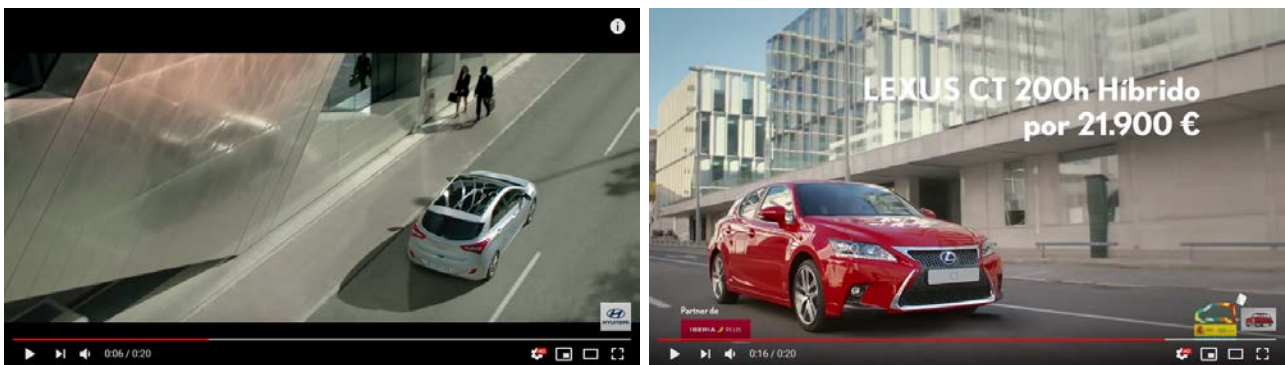 HYUNDAI
0:06 / 0:20
LEXUS CT 200h Híbrido
por 21.900 €
Partner de
IBERIA PLUS
0:16 / 0:20